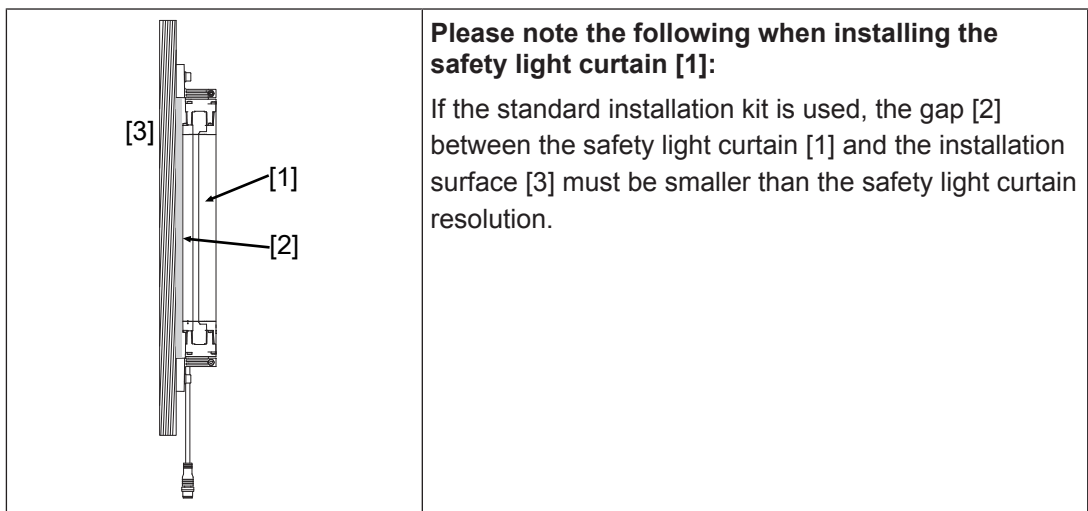 [3]
[1]
[2]
Please note the following when installing the
safety light curtain [1]:
If the standard installation kit is used, the gap [2]
between the safety light curtain [1] and the installation
surface [3] must be smaller than the safety light curtain
resolution.